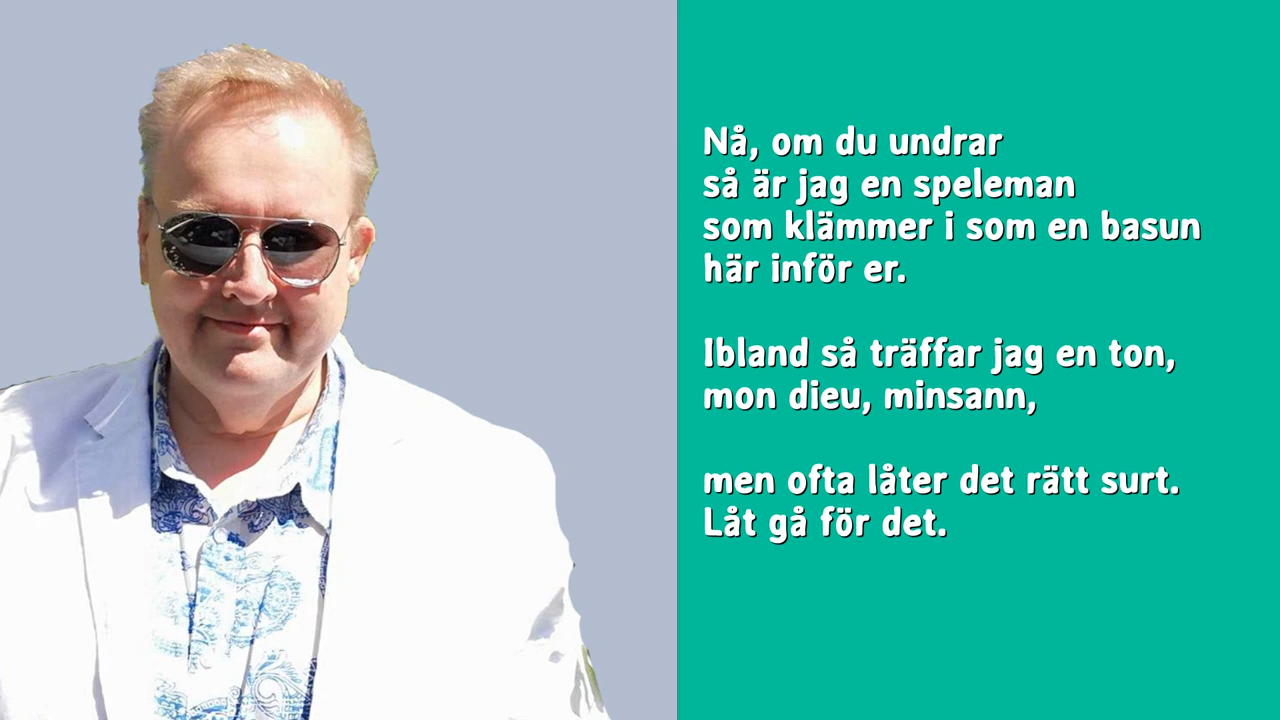 Nå, om du undrar
så är jag en speleman
som klämmer i som en basun
här inför er.
Ibland så träffar jag en ton,
mon dieu, minsann,
men ofta låter det rätt surt.
Låt gå för det.